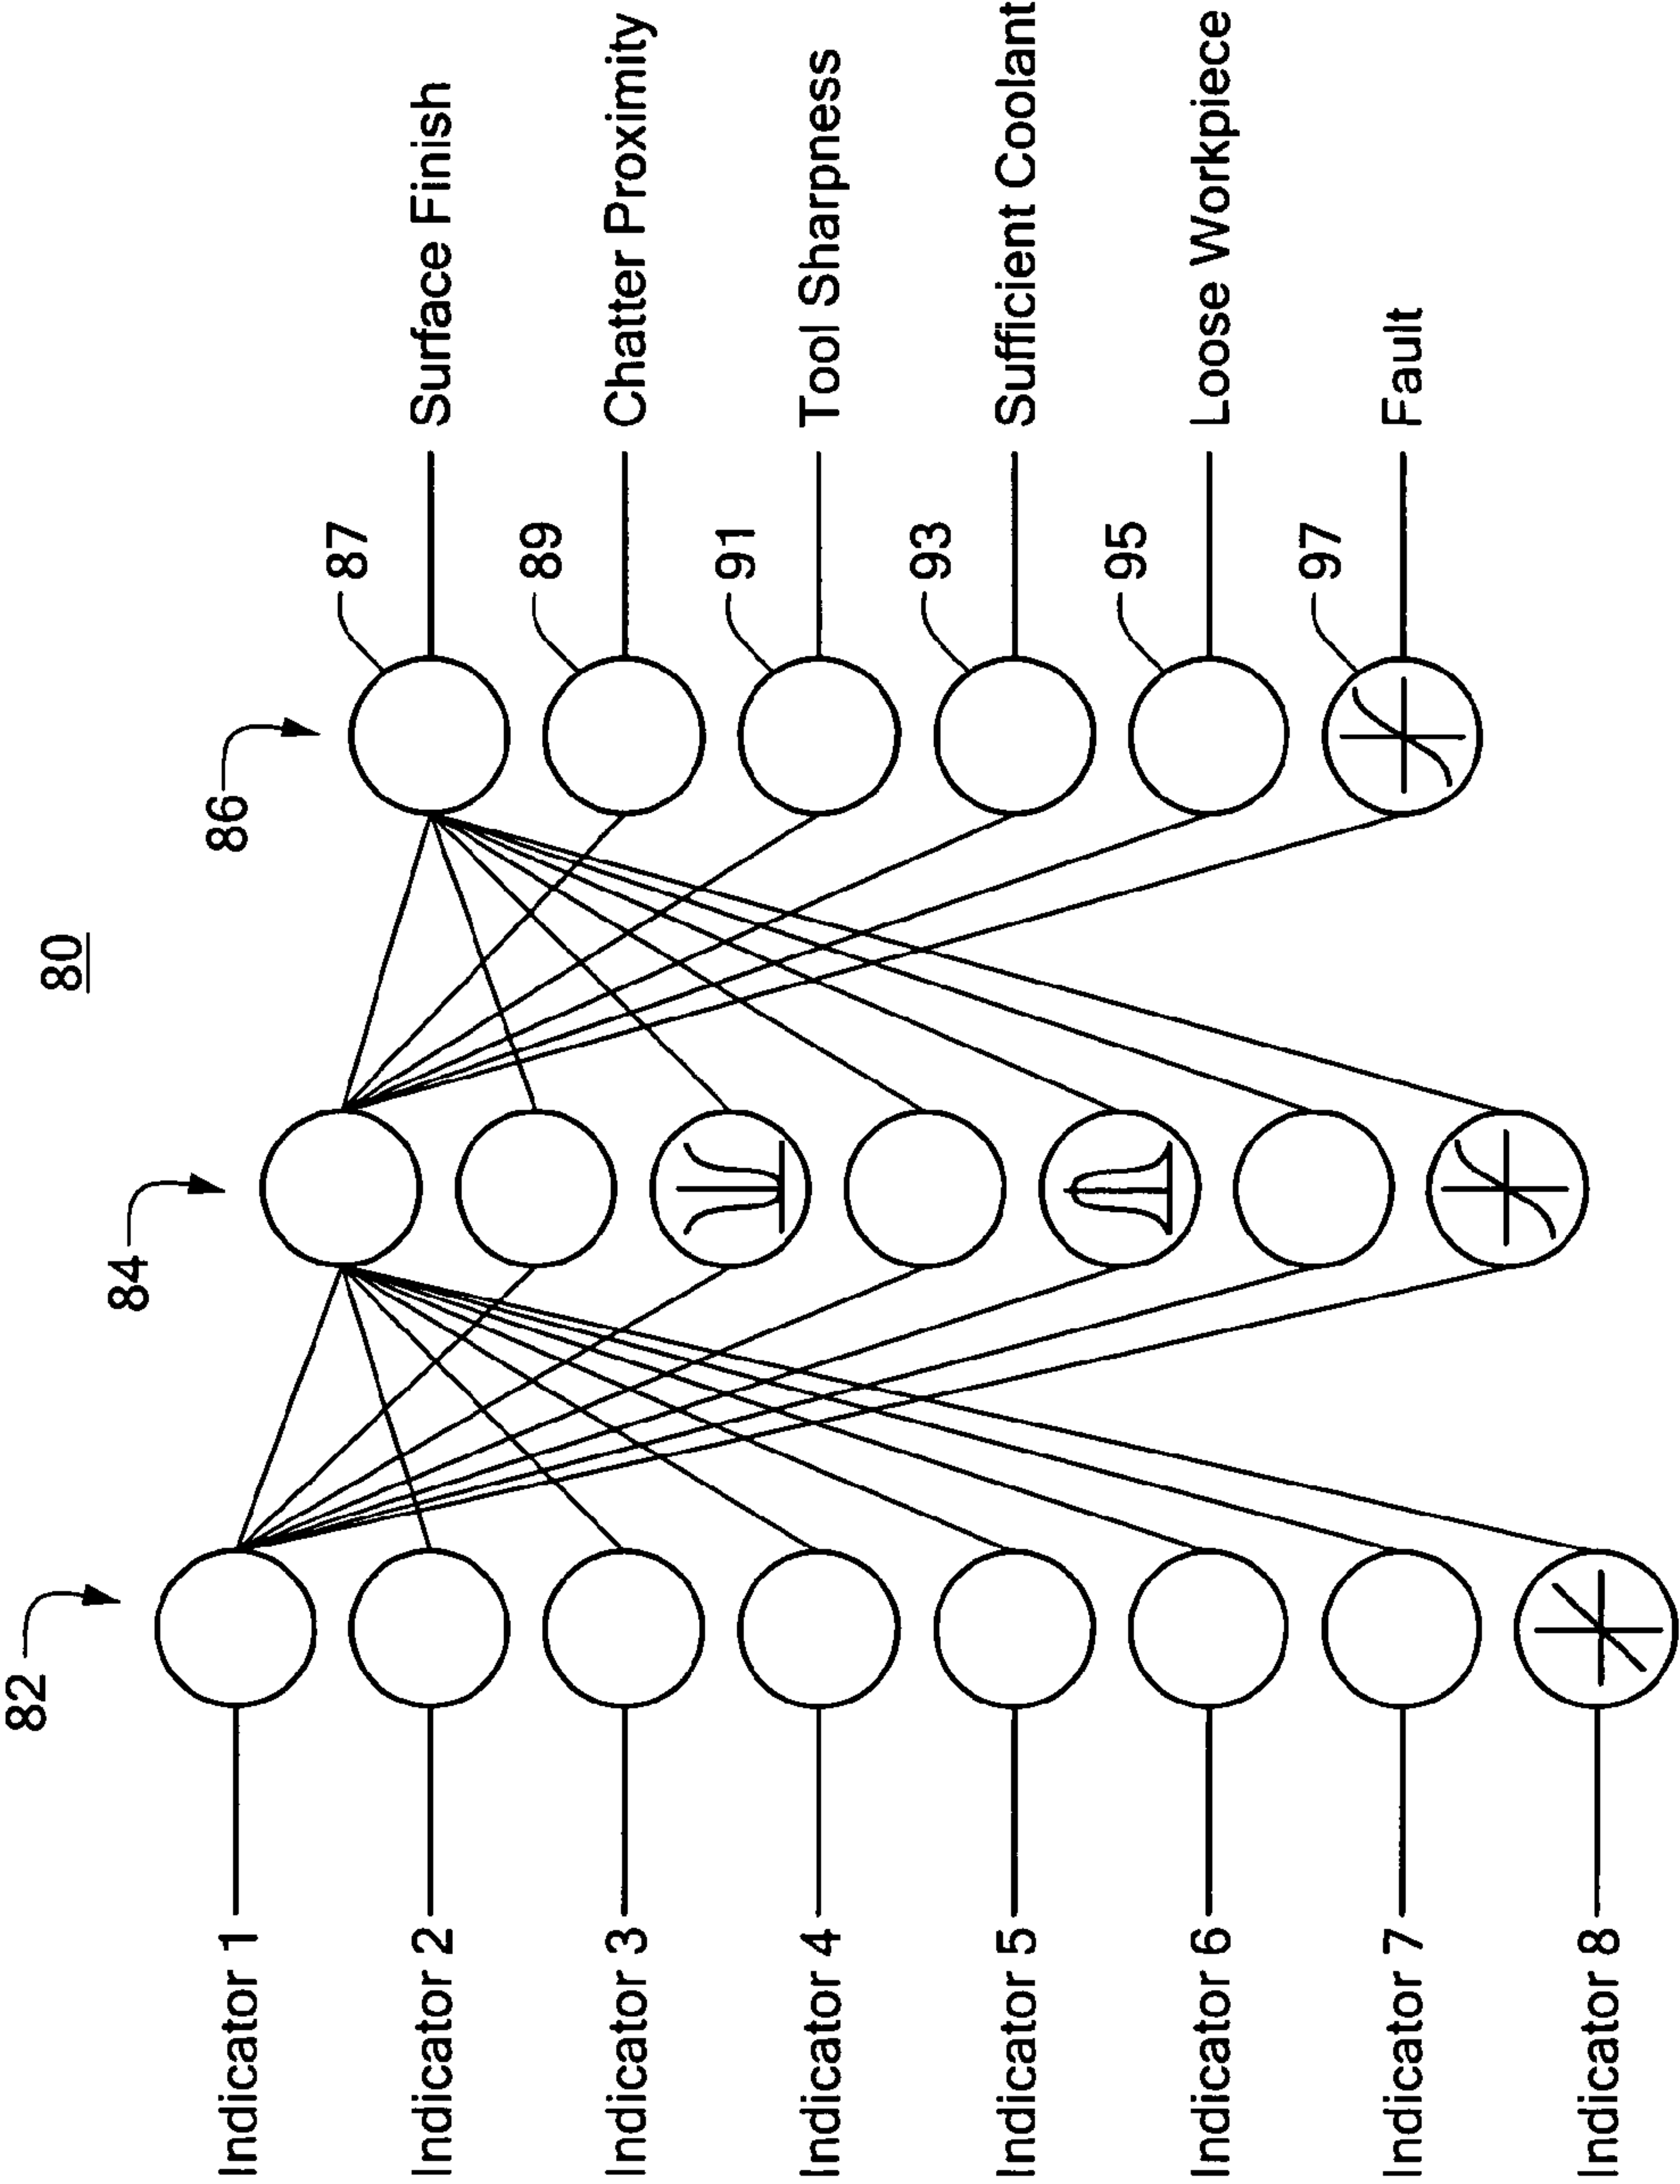 80
82
84
86
Indicator 1
Indicator 2
Indicator 3
Indicator 4
Indicator 5
Indicator 6
Indicator 7
Indicator 8
87
Surface Finish
89
Chatter Proximity
91
Tool Sharpness
93
Sufficient Coolant
95
Loose Workpiece
97
Fault